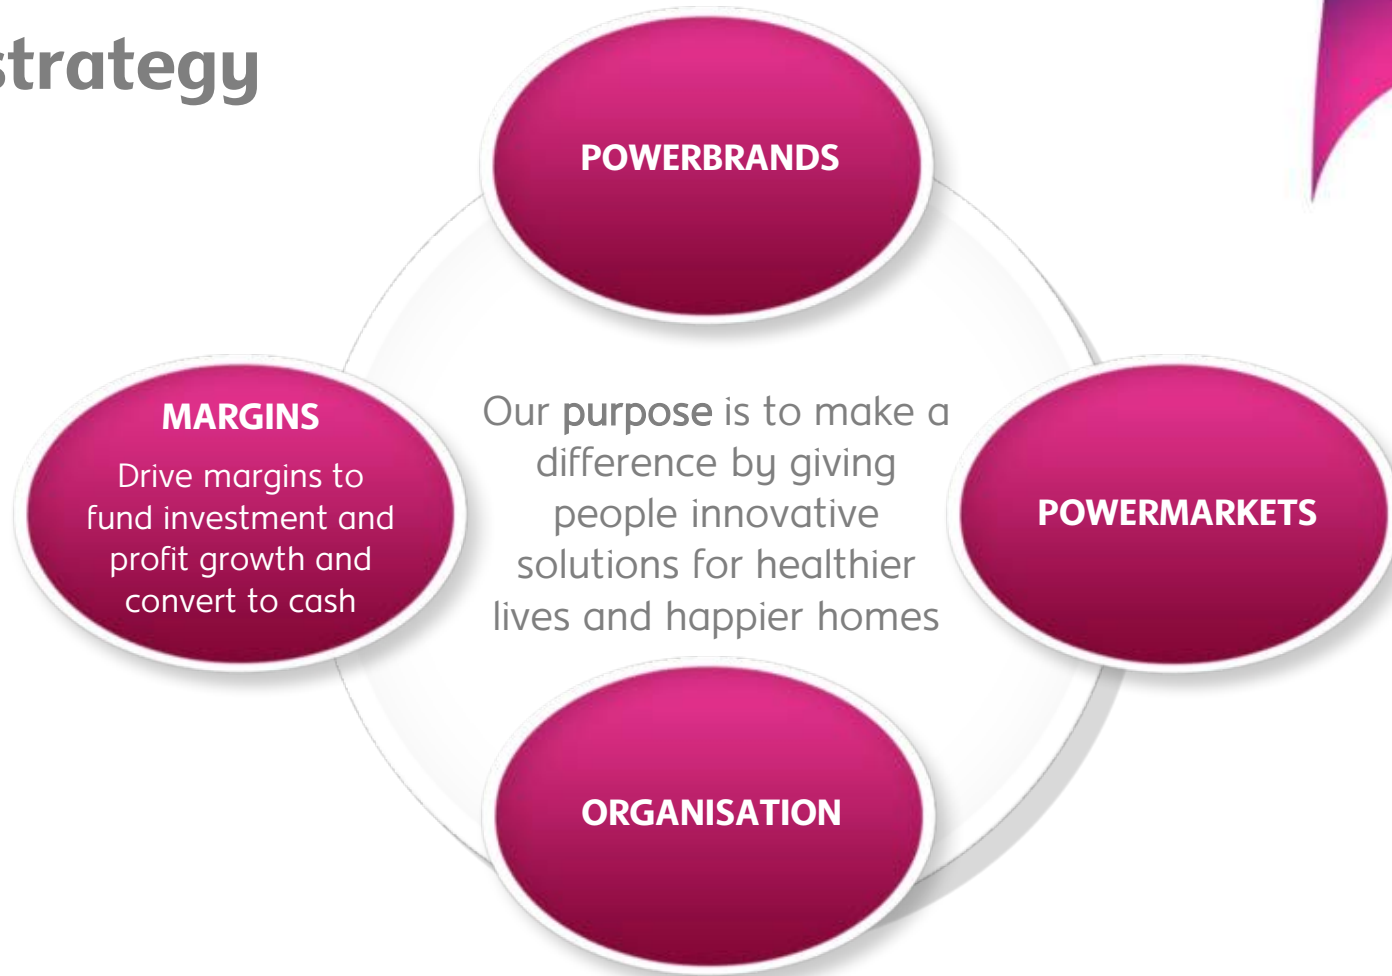 strategy
POWERBRANDS
MARGINS
Drive margins to
fund investment and
profit growth and
convert to cash
Our purpose is to make a
difference by giving
people innovative
solutions for healthier
lives and happier homes
POWERMARKETS
ORGANISATION